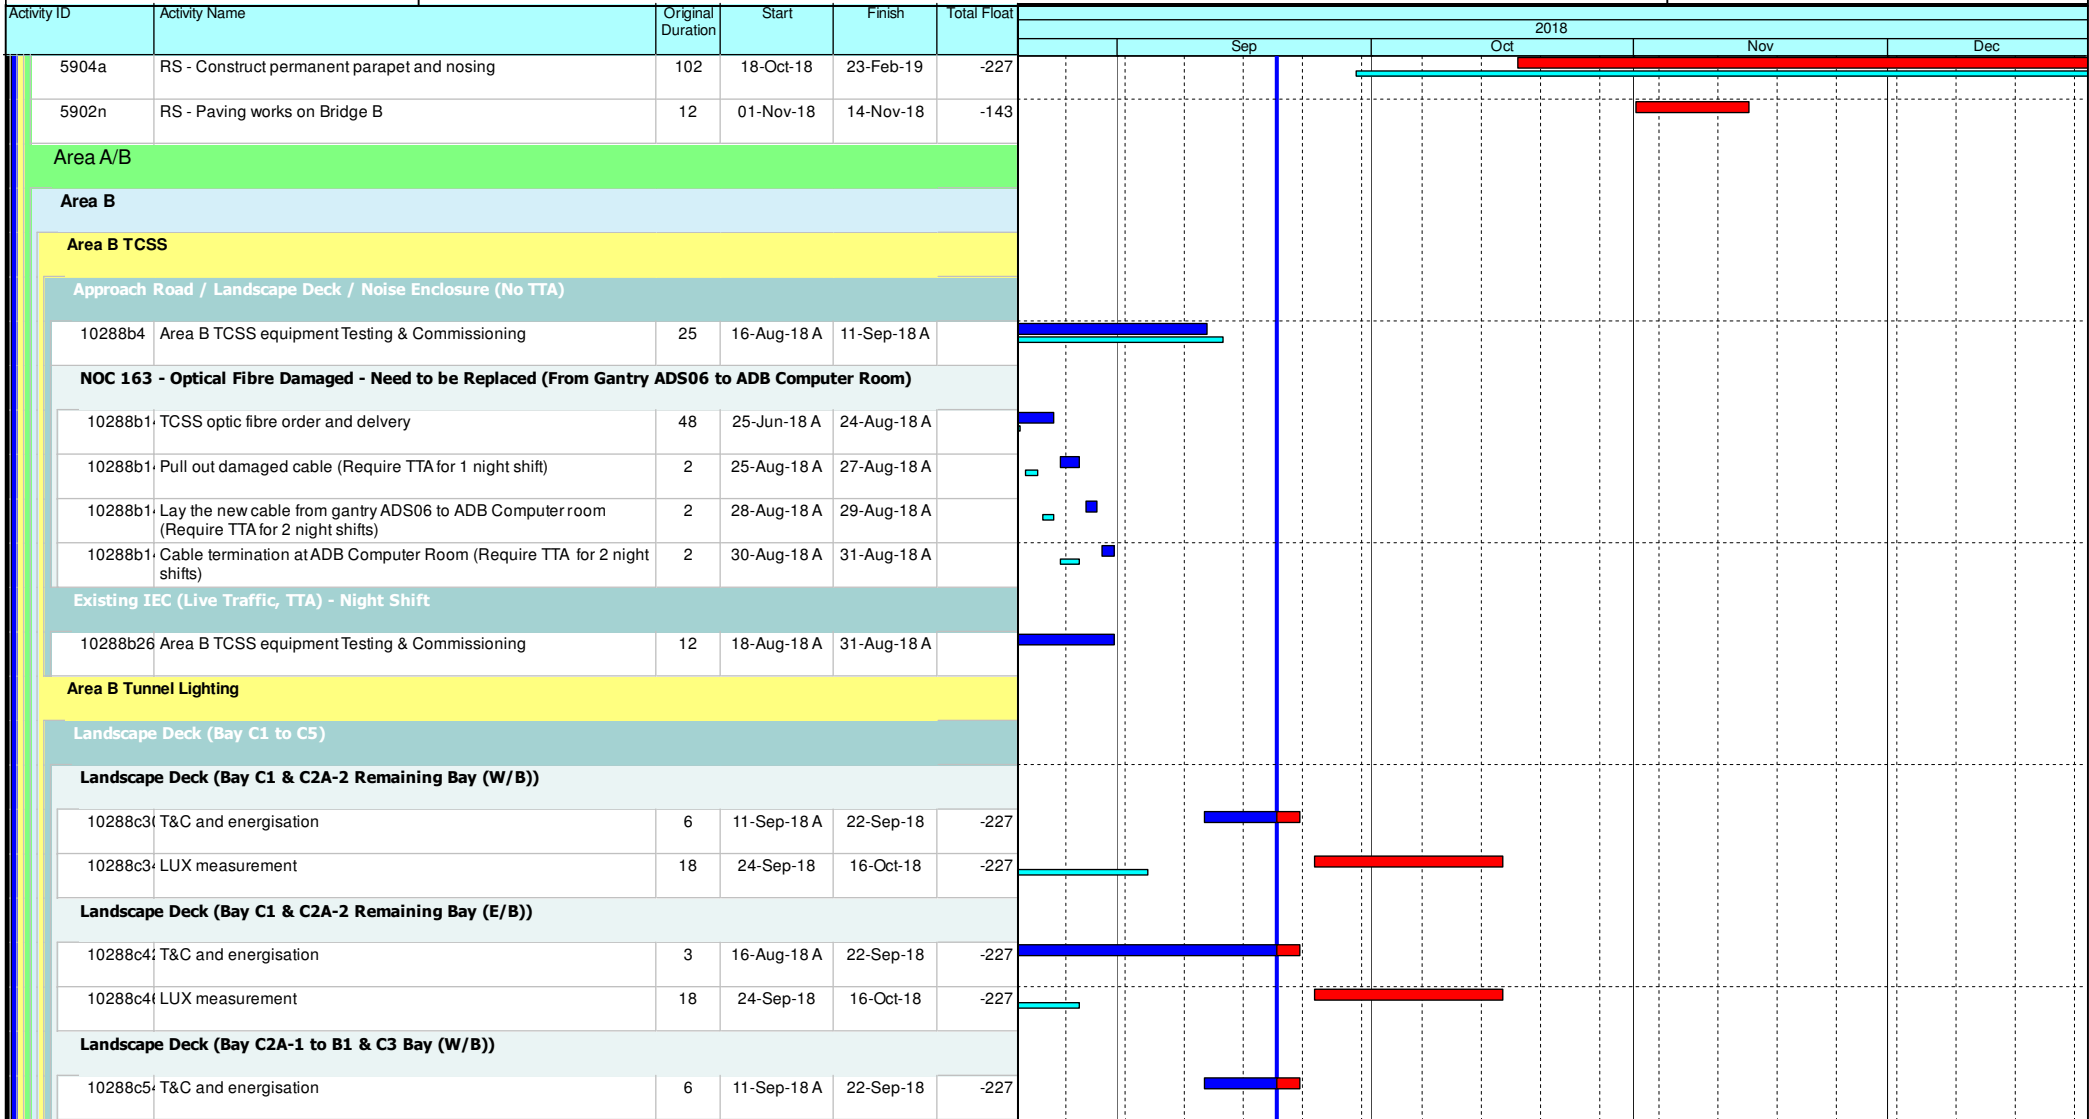 Activity ID Activity Name Original Duration Start Finish Total Float
2018
Sep Oct Nov Dec
5904a RS - Construct permanent parapet and nosing 102 18-Oct-18 23-Feb-19 -227
5902n RS - Paving works on Bridge B 12 01-Nov-18 14-Nov-18 -143
Area A/B
Area B
Area B TCSS
Approach Road / Landscape Deck / Noise Enclosure (No TTA)
10288b4 Area B TCSS equipment Testing & Commissioning 25 16-Aug-18 A 11-Sep-18 A
NOC 163 - Optical Fibre Damaged - Need to be Replaced (From Gantry ADS06 to ADB Computer Room)
10288b1 TCSS optic fibre order and delvery 48 25-Jun-18 A 24-Aug-18 A
10288b1 Pull out damaged cable (Require TTA for 1 night shift) 2 25-Aug-18 A 27-Aug-18 A
10288b1 Lay the new cable from gantry ADS06 to ADB Computer room 2 28-Aug-18 A 29-Aug-18 A
(Require TTA for 2 night shifts)
10288b1 Cable termination at ADB Computer Room (Require TTA for 2 night 2 30-Aug-18 A 31-Aug-18 A
shifts)
Existing IEC (Live Traffic, TTA) - Night Shift
10288b26 Area B TCSS equipment Testing & Commissioning 12 18-Aug-18 A 31-Aug-18 A
Area B Tunnel Lighting
Landscape Deck (Bay C1 to C5)
Landscape Deck (Bay C1 & C2A-2 Remaining Bay (W/B))
10288c3 T&C and energisation 6 11-Sep-18 A 22-Sep-18 -227
10288c34 LUX measurement 18 24-Sep-18 16-Oct-18 -227
Landscape Deck (Bay C1 & C2A-2 Remaining Bay (E/B))
10288c42 T&C and energisation 3 16-Aug-18 A 22-Sep-18 -227
10288c4 LUX measurement 18 24-Sep-18 16-Oct-18 -227
Landscape Deck (Bay C2A-1 to B1 & C3 Bay (W/B))
10288c54 T&C and energisation 6 11-Sep-18 A 22-Sep-18 -227